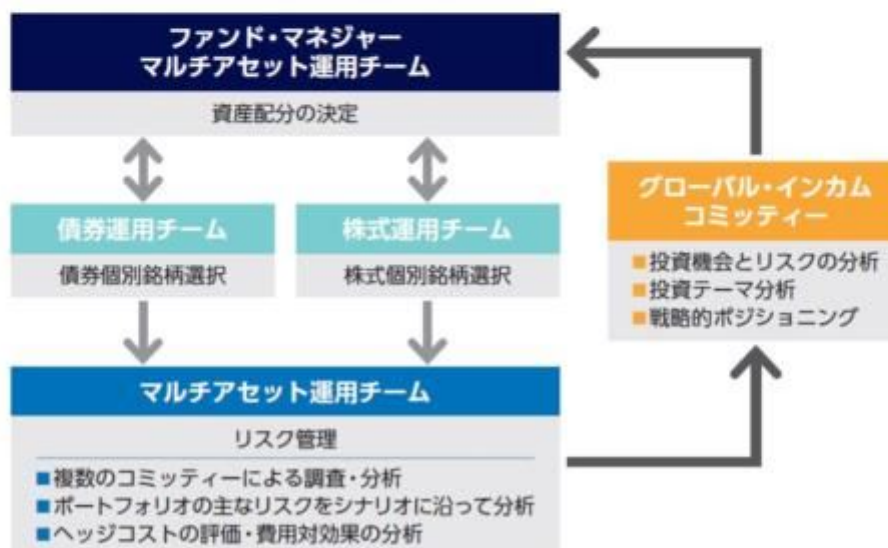 ファンド・マネジャー
マルチアセット運用チーム
資産配分の決定
債券運用チーム
債券個別銘柄選択
株式運用チーム
株式個別銘柄選択
グローバル・インカム
コミッティー
■投資機会とリスクの分析
■投資テーマ分析
■戦略的ポジショニング
マルチアセット運用チーム
リスク管理
■複数のコミッティーによる調査・分析
■ポートフォリオの主なリスクをシナリオに沿って分析
■ヘッジコストの評価・費用対効果の分析